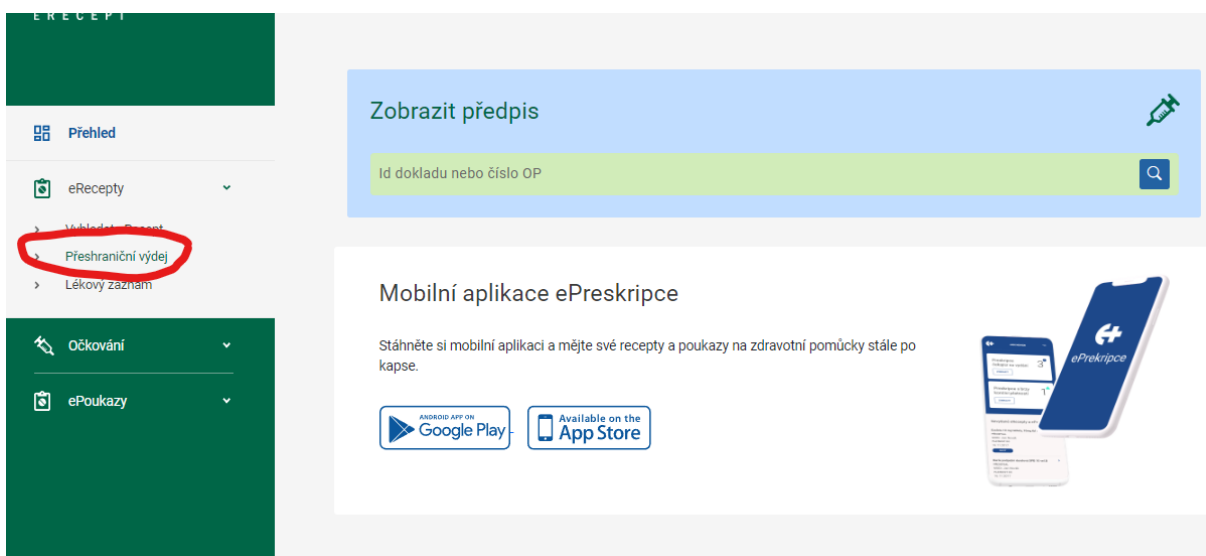 ERECEPT
Přehled
eRecepty
Přeshraniční výdej
Lékový záznam
Očkování
ePoukazy
Zobrazit předpis
Id dokladu nebo číslo OP
Mobilní aplikace ePreskripce
Stáhněte si mobilní aplikaci a mějte své recepty a poukazy na zdravotní pomůcky stále po
kapse.
ANDROID APP ON
Google Play
Available on the
App Store
ePrekripce